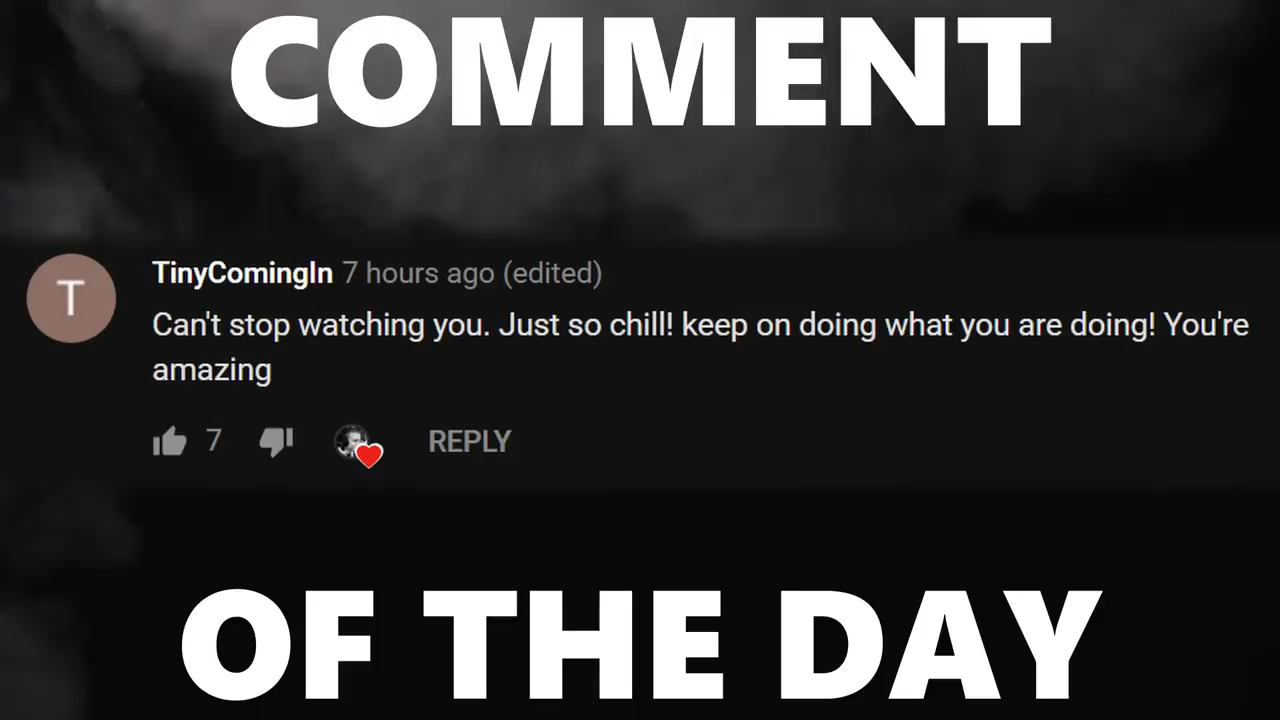 COMMENT
T
TinyComingIn 7 hours ago (edited)
Can't stop watching you. Just so chill! keep on doing what you are doing! You're
amazing
7 REPLY
OF THE DAY